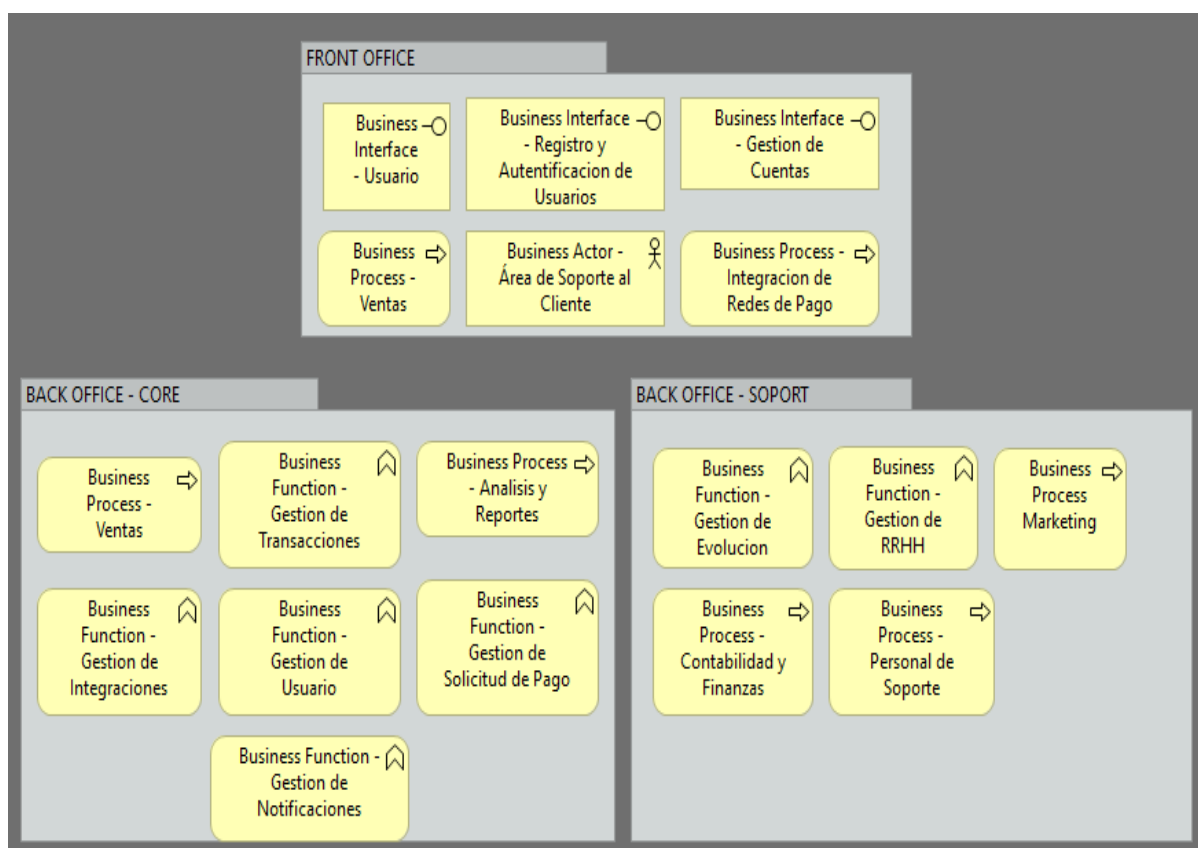 FRONT OFFICE
Business
Interface
- Usuario
Business Interface
- Registro y
Autentificacion de
Usuarios
Business Interface
- Gestion de
Cuentas
Business
Process -
Ventas
Business Actor -
Área de Soporte al
Cliente
Business Process -
Integracion de
Redes de Pago
BACK OFFICE - CORE
Business
Process -
Ventas
Business
Function -
Gestion de
Transacciones
Business Process
- Analisis y
Reportes
Business
Function -
Gestion de
Integraciones
Business
Function -
Gestion de
Usuario
Business
Function -
Gestion de
Solicitud de Pago
Business Function -
Gestion de
Notificaciones
BACK OFFICE - SOPORT
Business
Function -
Gestion de
Evolucion
Business
Function -
Gestion de
RRHH
Business
Process
Marketing
Business
Process -
Contabilidad y
Finanzas
Business
Process -
Personal de
Soporte